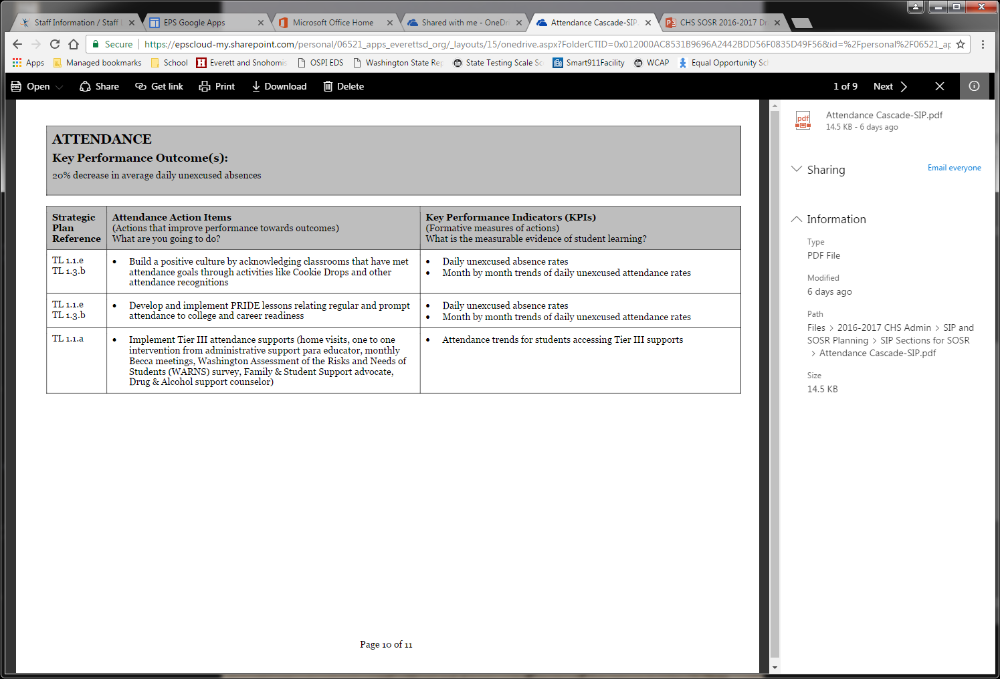 Staff Information / Staff
EPS Google Apps
Microsoft Office Home
Shared with me - OneDri
Attendance Cascade-SIP.
CHS SOSR 2016-2017 Dr
Secure
https://epscloud-my.sharepoint.com/personal/06521_apps_everettsd_org/_layouts/15/onedrive.aspx?FolderCTID=0x012000AC8531B9696A2442BDD56F0835D49F56&id=%2Fpersonal%2F06521_ap
Apps
Managed bookmarks
School
Everett and Snohomis
OSPI EDS
Washington State Rep
State Testing Scale Sc
Smart911Facility
WCAP
Equal Opportunity Sc
Open
Share
Get link
Print
Download
Delete
1 of 9
Next
ATTENDANCE
Key Performance Outcome(s):
20% decrease in average daily unexcused absences
Strategic
Plan
Reference
Attendance Action Items
(Actions that improve performance towards outcomes)
What are you going to do?
Key Performance Indicators (KPIs)
(Formative measures of actions)
What is the measurable evidence of student learning?
TL 1.1.e
TL 1.3.b
• Build a positive culture by acknowledging classrooms that have met
attendance goals through activities like Cookie Drops and other
attendance recognitions
• Daily unexcused absence rates
• Month by month trends of daily unexcused attendance rates
TL 1.1.e
TL 1.3.b
• Develop and implement PRIDE lessons relating regular and prompt
attendance to college and career readiness
• Daily unexcused absence rates
• Month by month trends of daily unexcused attendance rates
TL 1.1.a
• Implement Tier III attendance supports (home visits, one to one
intervention from administrative support para educator, monthly
Becca meetings, Washington Assessment of the Risks and Needs of
Students (WARNS) survey, Family & Student Support advocate,
Drug & Alcohol support counselor)
• Attendance trends for students accessing Tier III supports
Page 10 of 11
pdf
Attendance Cascade-SIP.pdf
14.5 KB - 6 days ago
Sharing
Email everyone
Information
Type
PDF File
Modified
6 days ago
Path
Files > 2016-2017 CHS Admin > SIP and
SOSR Planning > SIP Sections for SOSR
> Attendance Cascade-SIP.pdf
Size
14.5 KB